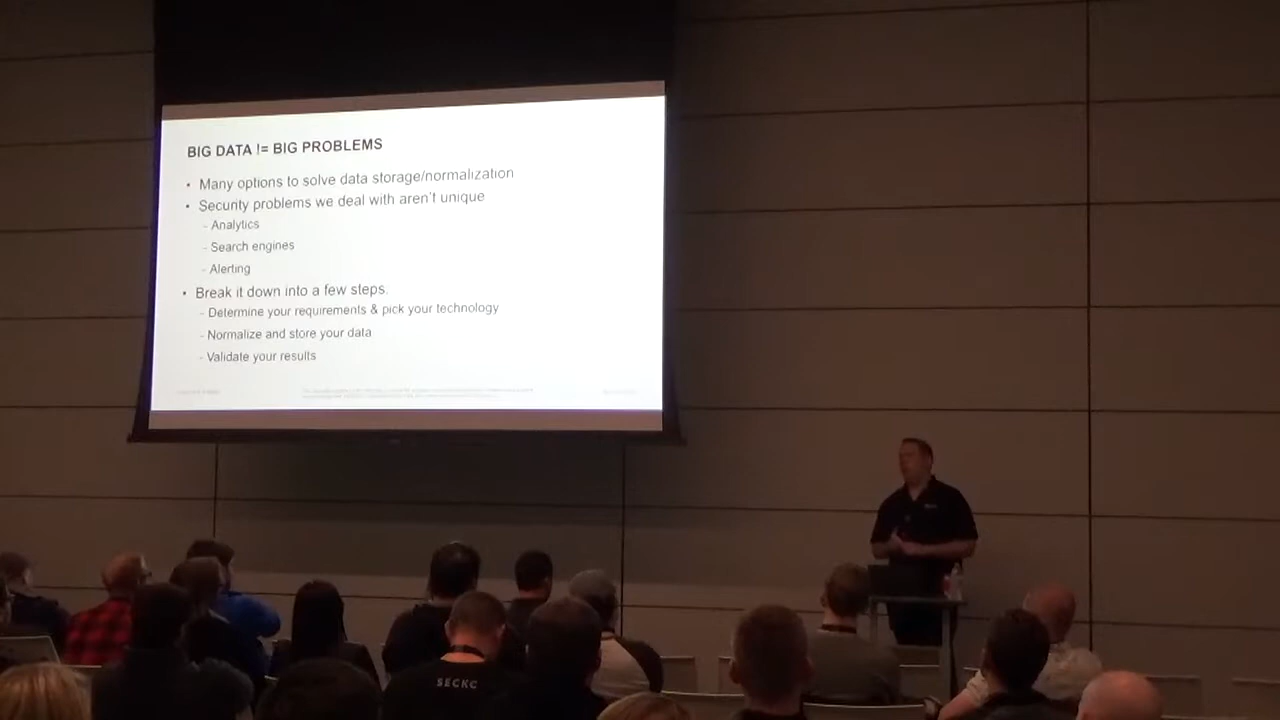 BIG DATA != BIG PROBLEMS
• Many options to solve data storage/normalization
• Security problems we deal with aren't unique
- Analytics
- Search engines
- Alerting
• Break it down into a few steps:
- Determine your requirements & pick your technology
- Normalize and store your data
- Validate your results
SECKC